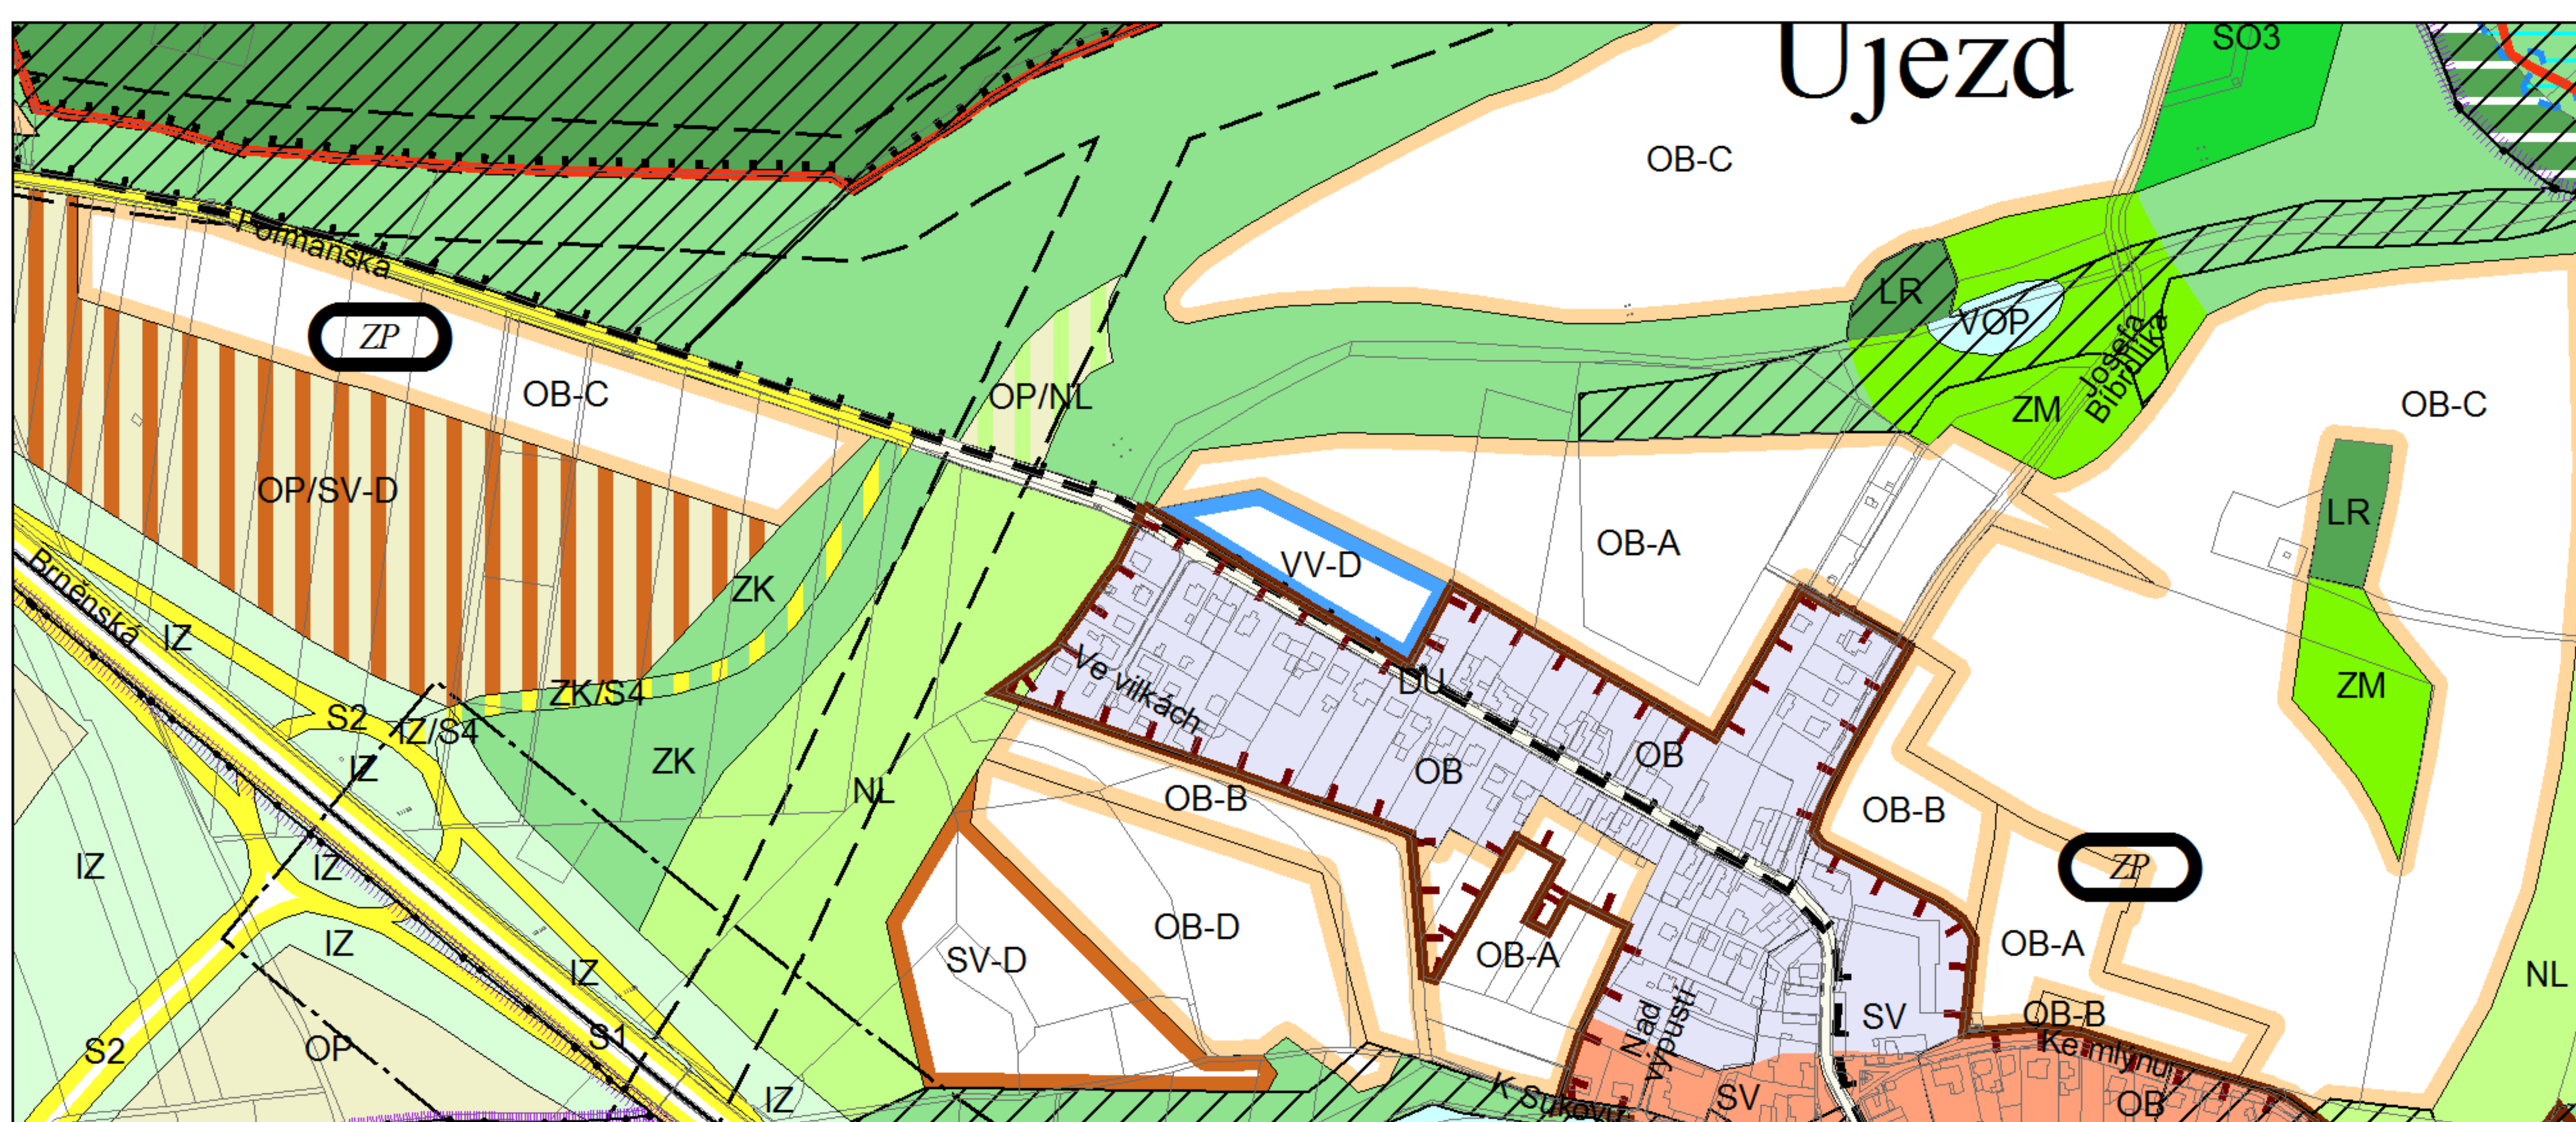 Újezd
SO3
OB-C
Formanská
LR
VOP
Josefa
Bíbrdlíka
ZP
OB-C
OP/NL
ZM
OB-C
OP/SV-D
LR
VV-D
OB-A
Brněnská
IZ
ZK
ZK/S4
S2
IZ/S4
IZ
Ve vilkách
DU
ZM
ZK
NL
OB
OB
OB-B
OB-B
IZ
IZ
ZP
OB-D
IZ
SV-D
OB-A
OB-A
IZ
NL
Nad
výpustí
SV
OB-B
S2
OP
S1
Ke mlýnu
IZ
K Sukovu
SV
OB